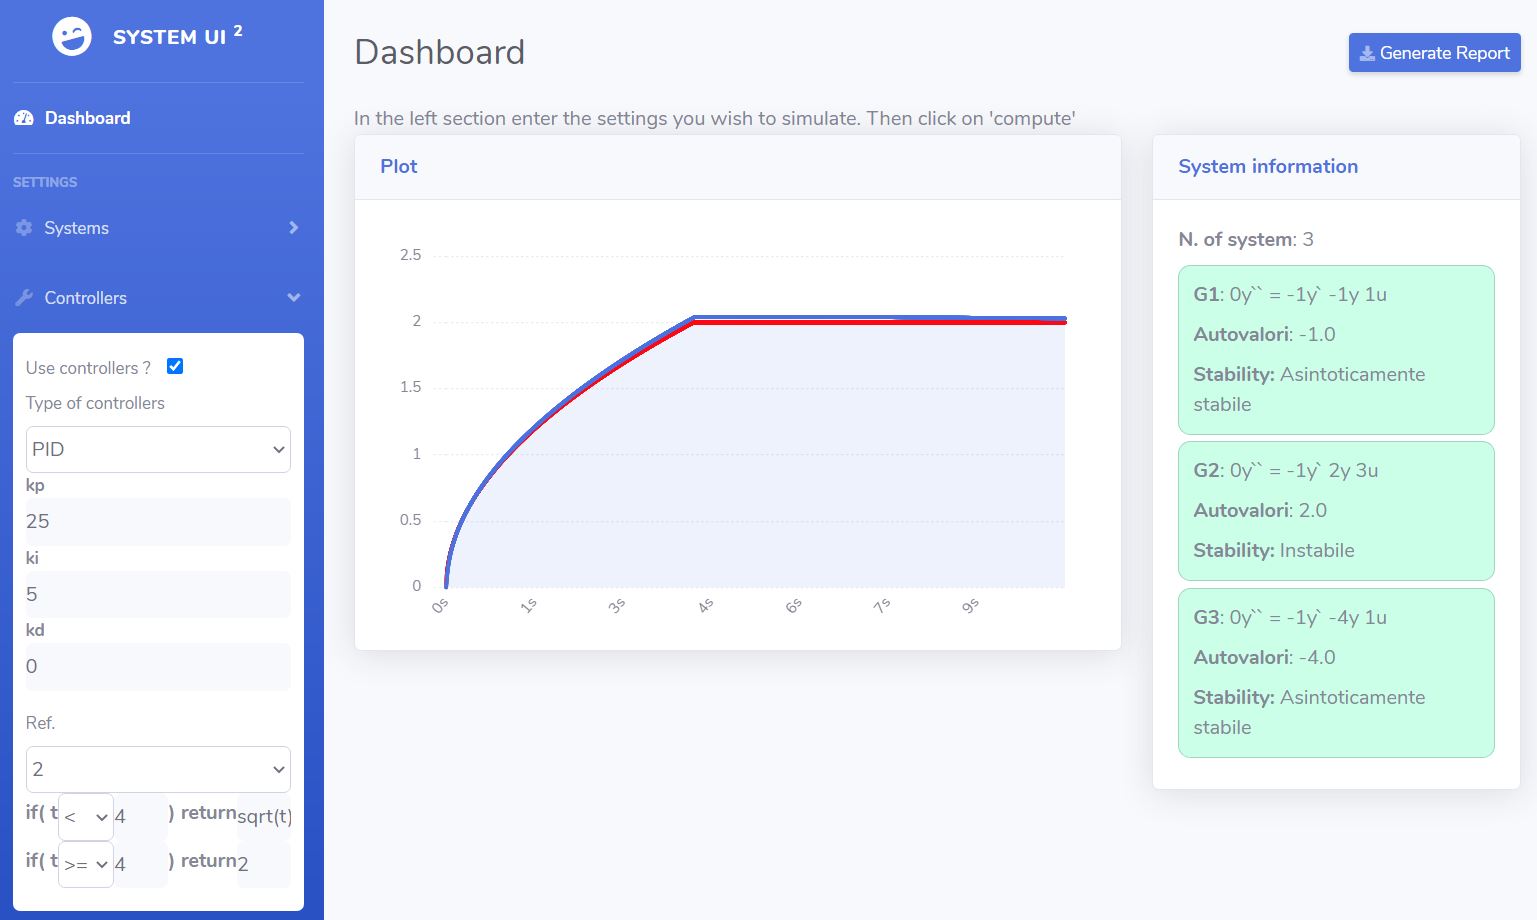 SYSTEM UI 2
Dashboard
SETTINGS
Systems
Controllers
Use controllers ?
Type of controllers
PID
kp
25
ki
5
kd
0
Ref.
2
if( t < 4 ) return sqrt(t)
if( t >= 4 ) return 2
Dashboard
Generate Report
In the left section enter the settings you wish to simulate. Then click on 'compute'
Plot
2.5
2
1.5
1
0.5
0
0s 1s 3s 4s 6s 7s 9s
System information
N. of system: 3
G1: 0y`` = -1y` -1y 1u
Autovalori: -1.0
Stability: Asintoticamente
stabile
G2: 0y`` = -1y` 2y 3u
Autovalori: 2.0
Stability: Instabile
G3: 0y`` = -1y` -4y 1u
Autovalori: -4.0
Stability: Asintoticamente
stabile